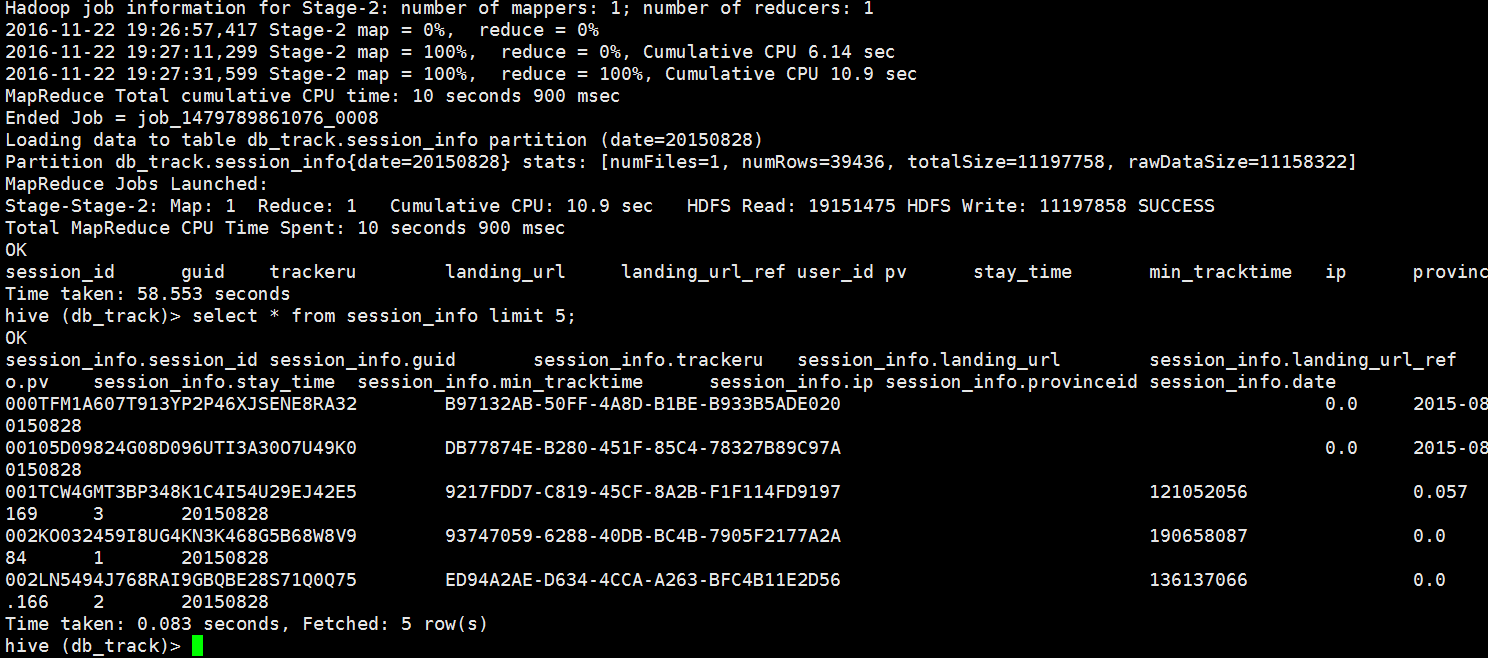 Hadoop job information for Stage-2: number of mappers: 1; number of reducers: 1
2016-11-22 19:26:57,417 Stage-2 map = 0%,  reduce = 0%
2016-11-22 19:27:11,299 Stage-2 map = 100%,  reduce = 0%, Cumulative CPU 6.14 sec
2016-11-22 19:27:31,599 Stage-2 map = 100%,  reduce = 100%, Cumulative CPU 10.9 sec
MapReduce Total cumulative CPU time: 10 seconds 900 msec
Ended Job = job_1479789861076_0008
Loading data to table db_track.session_info partition (date=20150828)
Partition db_track.session_info{date=20150828} stats: [numFiles=1, numRows=39436, totalSize=11197758, rawDataSize=11158322]
MapReduce Jobs Launched:
Stage-Stage-2: Map: 1  Reduce: 1   Cumulative CPU: 10.9 sec   HDFS Read: 19151475 HDFS Write: 11197858 SUCCESS
Total MapReduce CPU Time Spent: 10 seconds 900 msec
OK
session_id      guid    trackeru        landing_url     landing_url_ref user_id pv      stay_time       min_tracktime   ip      provinc
Time taken: 58.553 seconds
hive (db_track)> select * from session_info limit 5;
OK
session_info.session_id session_info.guid       session_info.trackeru   session_info.landing_url        session_info.landing_url_ref
o.pv    session_info.stay_time  session_info.min_tracktime      session_info.ip session_info.provinceid session_info.date
000TFM1A607T913YP2P46XJSENE8RA32        B97132AB-50FF-4A8D-B1BE-B933B5ADE020                                            0.0     2015-08
0150828
00105D09824G08D096UTI3A30O7U49K0        DB77874E-B280-451F-85C4-78327B89C97A                                            0.0     2015-08
0150828
001TCW4GMT3BP348K1C4I54U29EJ42E5        9217FDD7-C819-45CF-8A2B-F1F114FD9197                            121052056               0.057
169     3       20150828
002KO032459I8UG4KN3K468G5B68W8V9        93747059-6288-40DB-BC4B-7905F2177A2A                            190658087               0.0
84      1       20150828
002LN5494J768RAI9GBQBE28S71Q0Q75        ED94A2AE-D634-4CCA-A263-BFC4B11E2D56                            136137066               0.0
.166    2       20150828
Time taken: 0.083 seconds, Fetched: 5 row(s)
hive (db_track)>